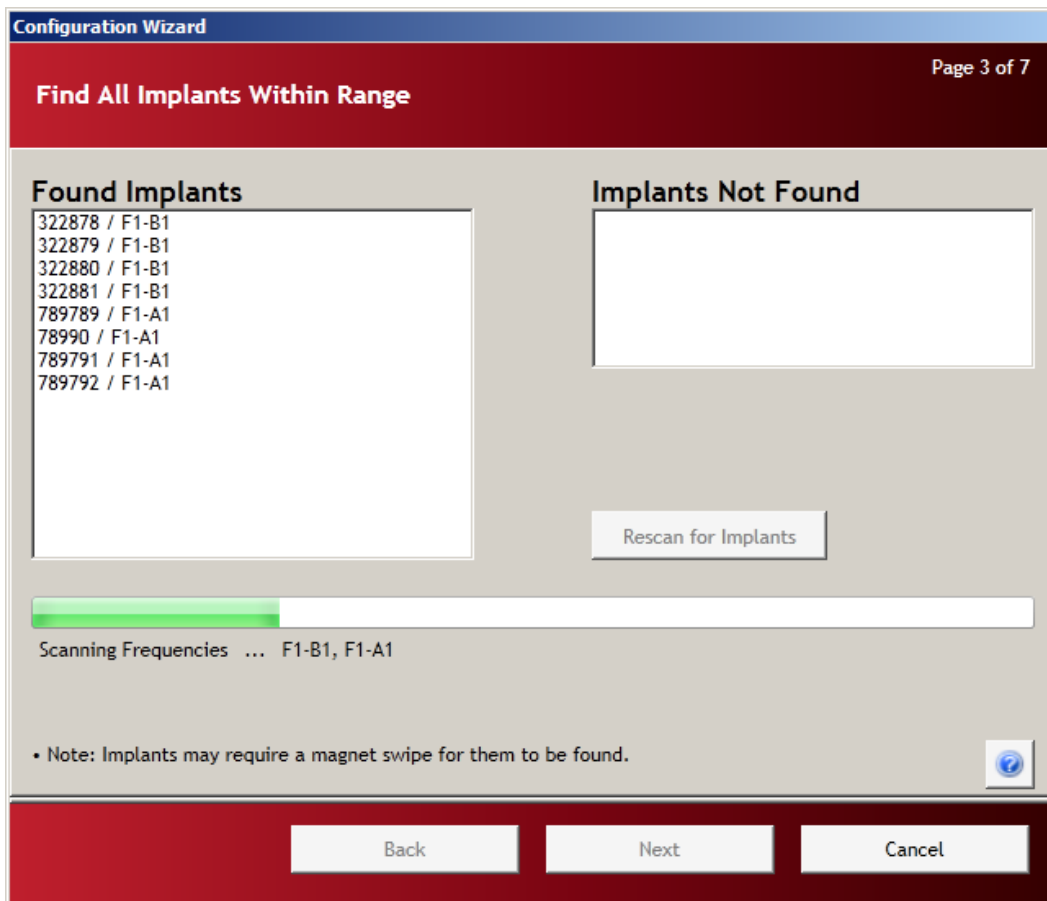 Configuration Wizard
Page 3 of 7
Find All Implants Within Range
Found Implants
322878 / F1-B1
322879 / F1-B1
322880 / F1-B1
322881 / F1-B1
789789 / F1-A1
78990 / F1-A1
789791 / F1-A1
789792 / F1-A1
Implants Not Found
Rescan for Implants
Scanning Frequencies ... F1-B1, F1-A1
• Note: Implants may require a magnet swipe for them to be found.
?
Back
Next
Cancel